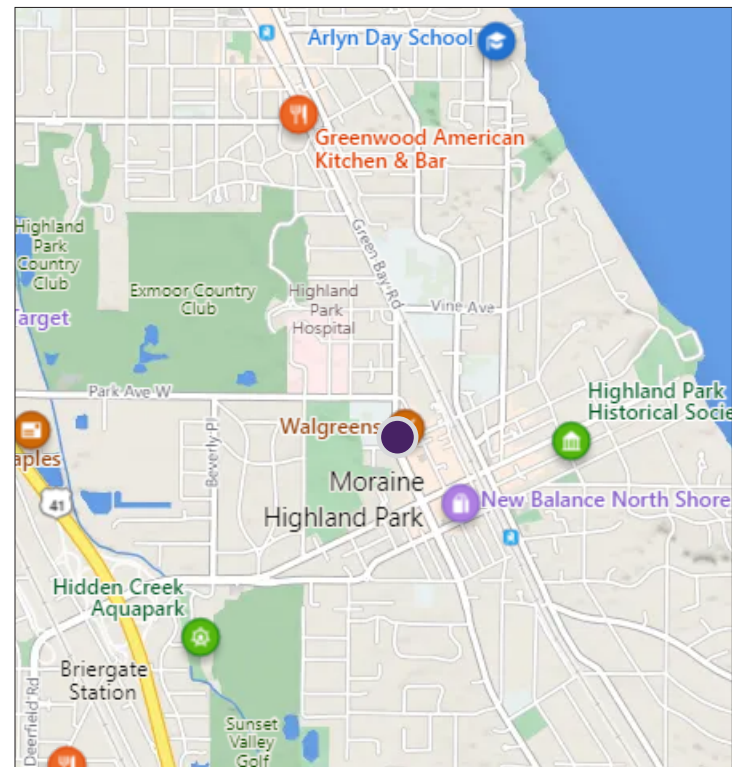 Arlyn Day School
Greenwood American
Kitchen & Bar
Highland
Park
Country
Club
Exmoor Country
Club
Highland
Park
Hospital
Green Bay Rd
Vine Ave
Target
Park Ave W
Highland Park
Historical Socie
Walgreens
Beverly Pl
aples
41
Moraine
Highland Park
New Balance North Shore
Hidden Creek
Aquapark
Briergate
Station
Deerfield Rd
Sunset
Valley
Golf